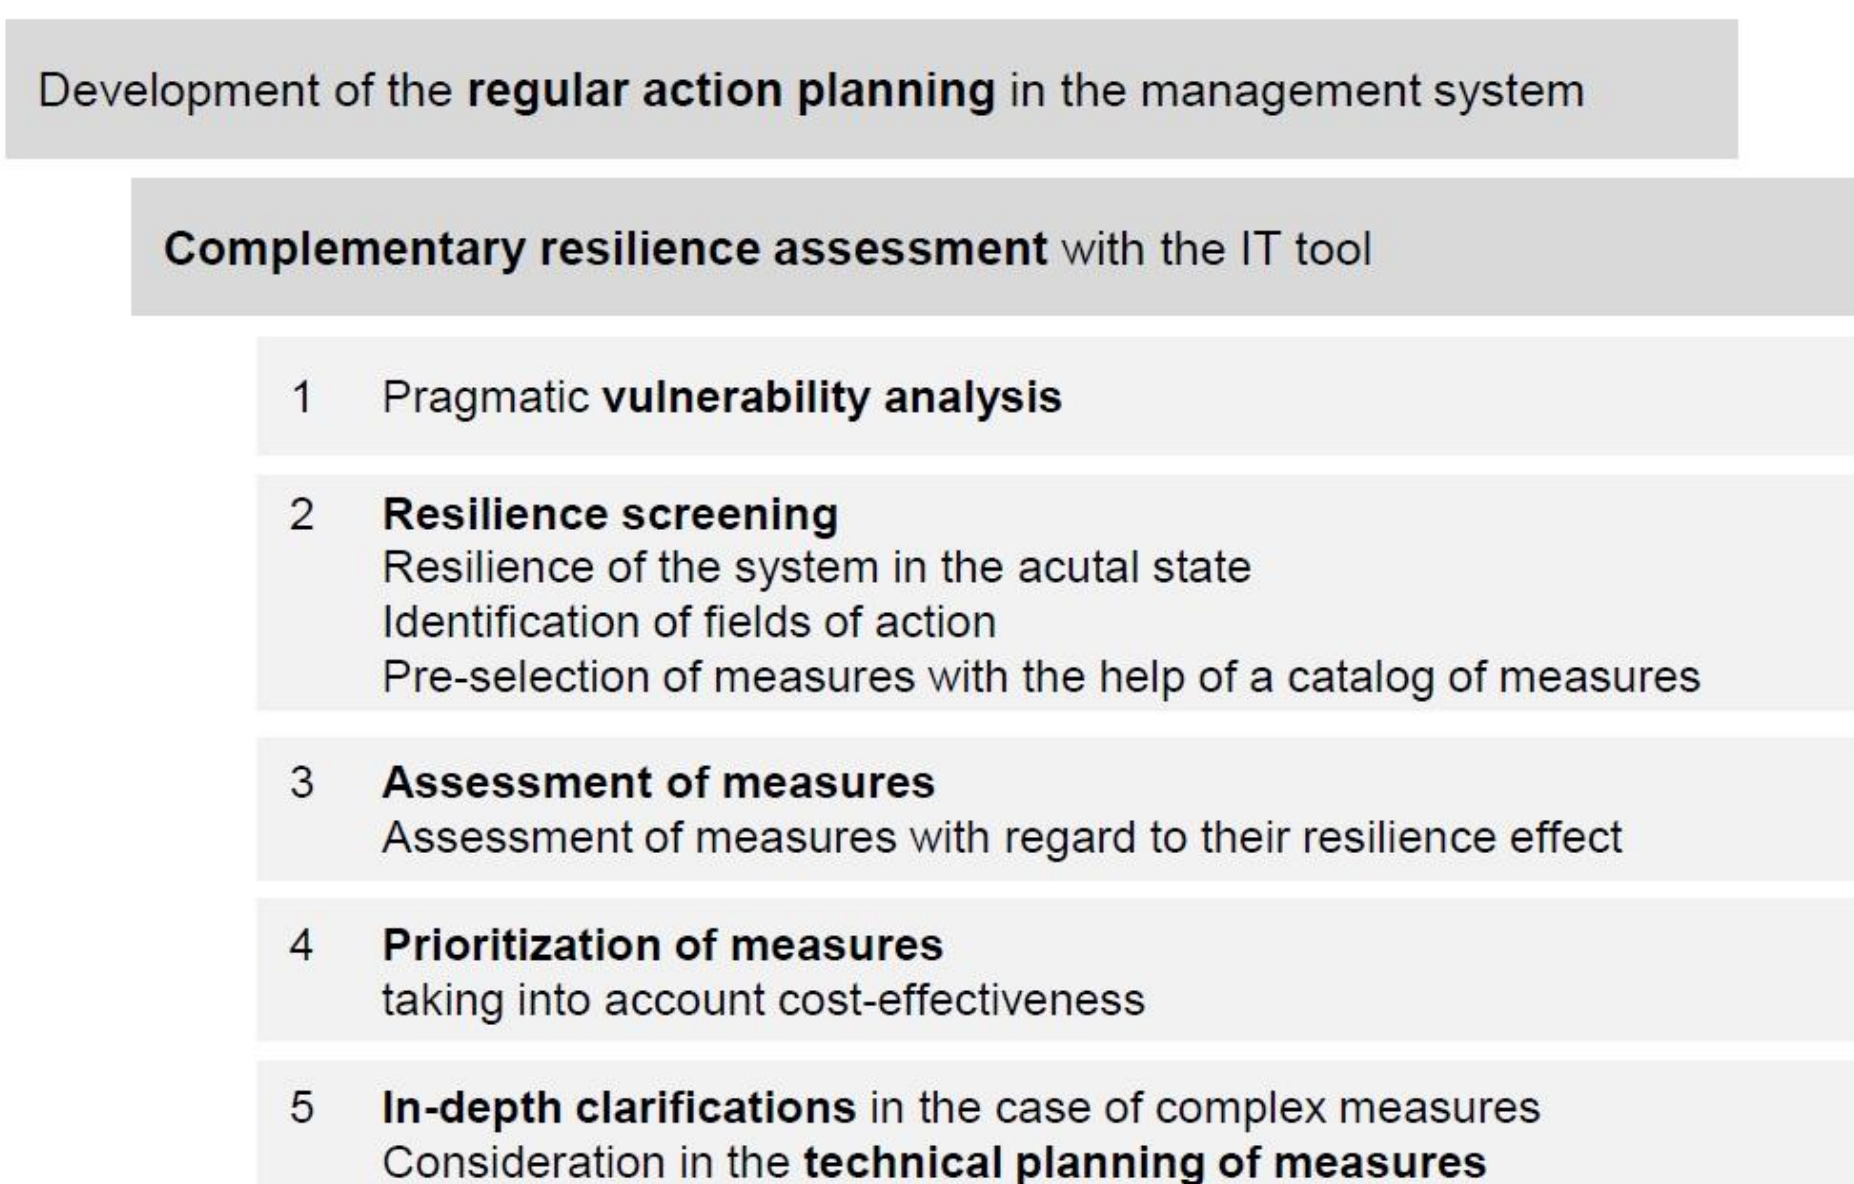 Development of the regular action planning in the management system
Complementary resilience assessment with the IT tool
1 Pragmatic vulnerability analysis
2 Resilience screening
Resilience of the system in the acutal state
Identification of fields of action
Pre-selection of measures with the help of a catalog of measures
3 Assessment of measures
Assessment of measures with regard to their resilience effect
4 Prioritization of measures
taking into account cost-effectiveness
5 In-depth clarifications in the case of complex measures
Consideration in the technical planning of measures